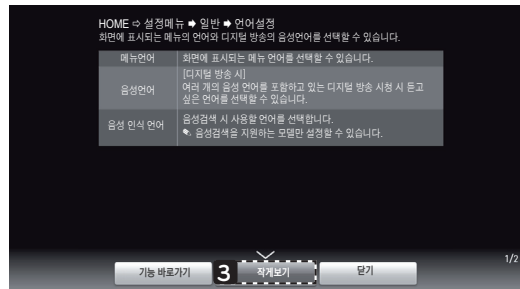 HOME ⇨ 설정메뉴 ➡ 일반 ➡ 언어설정
화면에 표시되는 메뉴의 언어와 디지털 방송의 음성언어를 선택할 수 있습니다.
메뉴언어 화면에 표시되는 메뉴 언어를 선택할 수 있습니다.
[디지털 방송 시]
음성언어 여러 개의 음성 언어를 포함하고 있는 디지털 방송 시청 시 듣고
싶은 언어를 선택할 수 있습니다.
음성 인식 언어 음성검색 시 사용할 언어를 선택합니다.
✎ 음성검색을 지원하는 모델만 설정할 수 있습니다.
1/2
기능 바로가기 3 작게보기 닫기